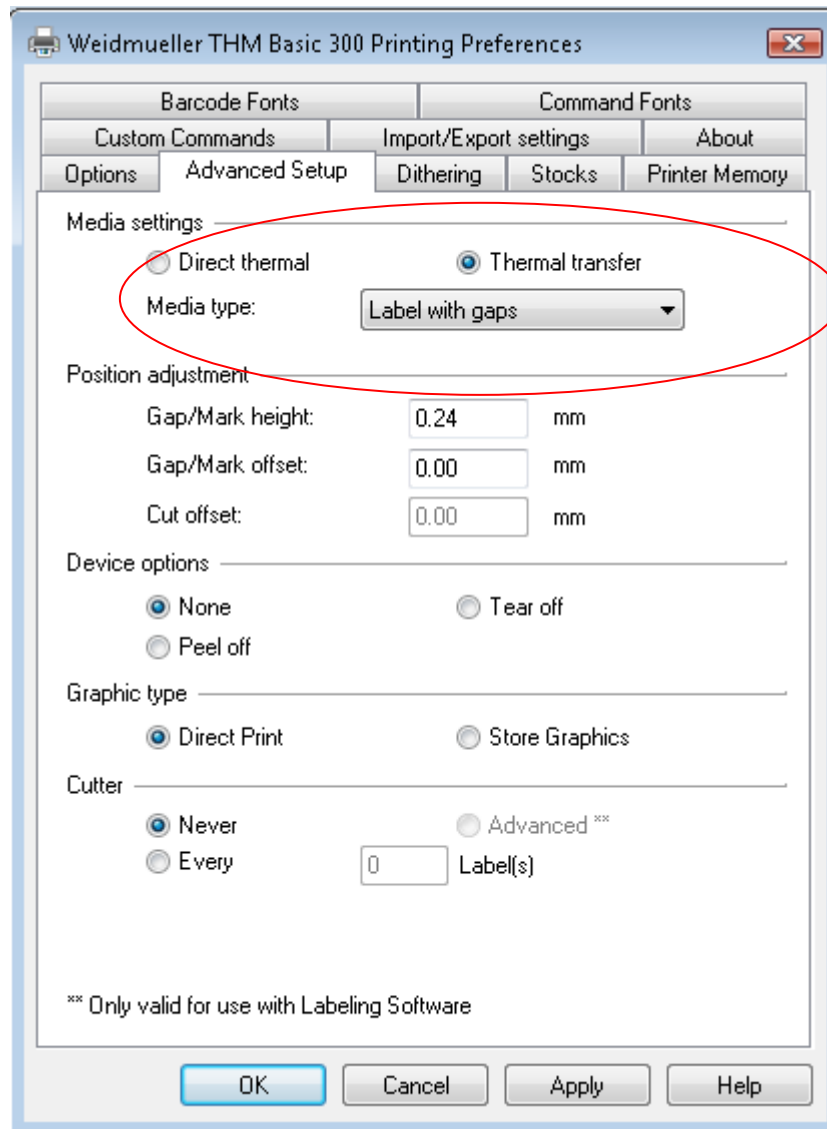 Weidmueller THM Basic 300 Printing Preferences
Barcode Fonts Command Fonts
Custom Commands Import/Export settings About
Options Advanced Setup Dithering Stocks Printer Memory
Media settings
Direct thermal Thermal transfer
Media type: Label with gaps
Position adjustment
Gap/Mark height: 0.24 mm
Gap/Mark offset: 0.00 mm
Cut offset: 0.00 mm
Device options
None Tear off
Peel off
Graphic type
Direct Print Store Graphics
Cutter
Never Advanced **
Every 0 Label(s)
** Only valid for use with Labeling Software
OK Cancel Apply Help